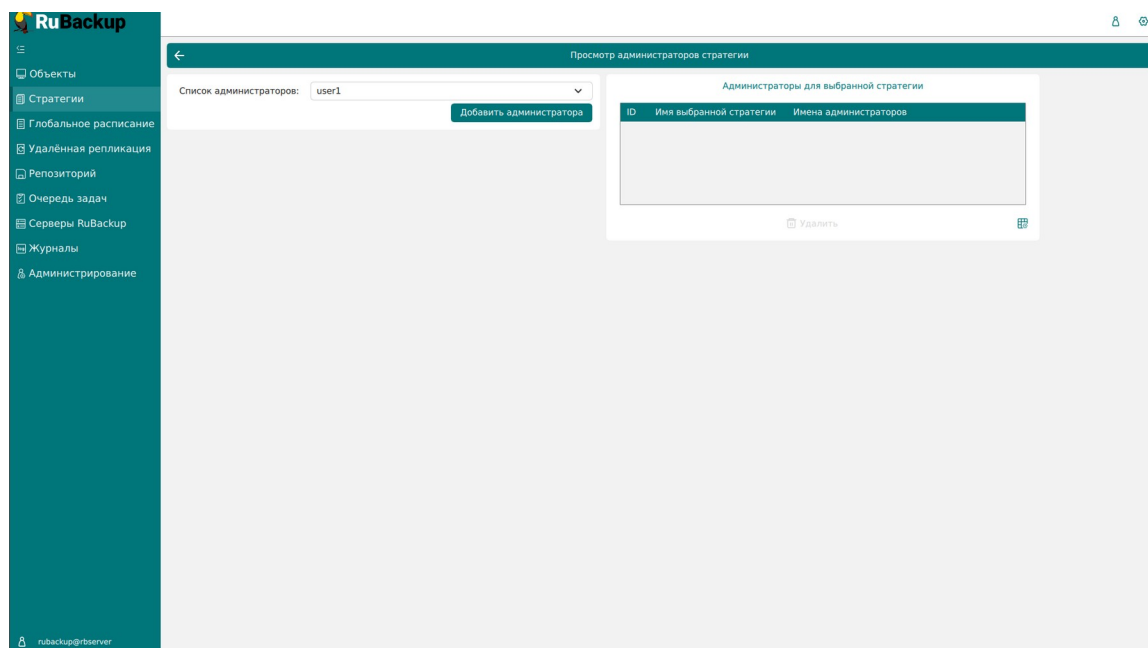 RuBackup
Просмотр администраторов стратегии
Объекты
Стратегии
Глобальное расписание
Удалённая репликация
Репозиторий
Очередь задач
Серверы RuBackup
Журналы
Администрирование
rubackup@rbserver
Список администраторов: user1
Добавить администратора
Администраторы для выбранной стратегии
ID Имя выбранной стратегии Имена администраторов
Удалить